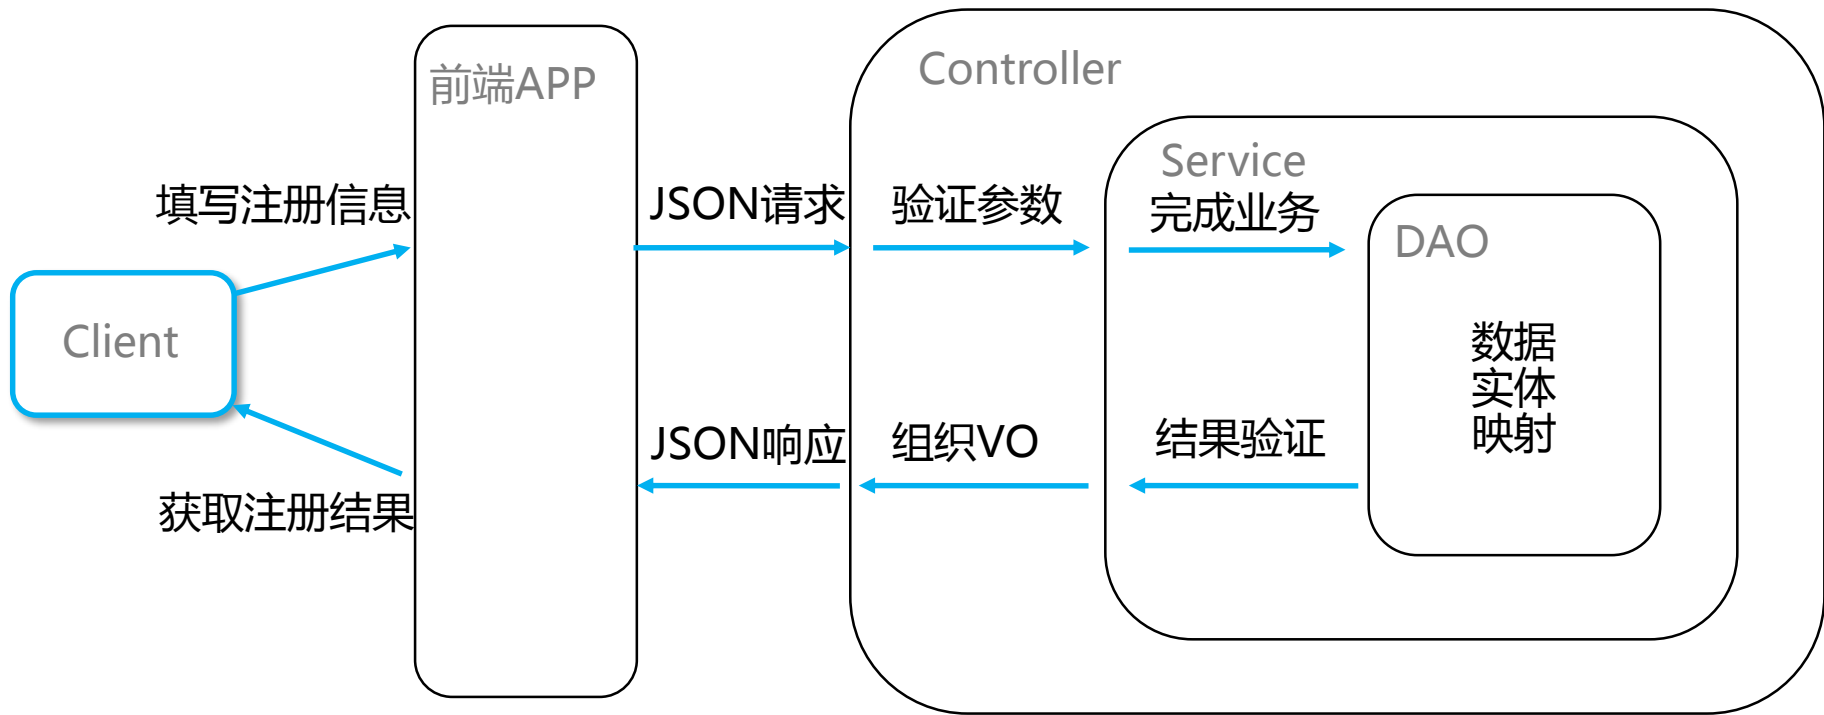 前端APP
Controller
Service
填写注册信息
JSON请求
验证参数
完成业务
DAO
Client
数据
实体
映射
JSON响应
组织VO
结果验证
获取注册结果